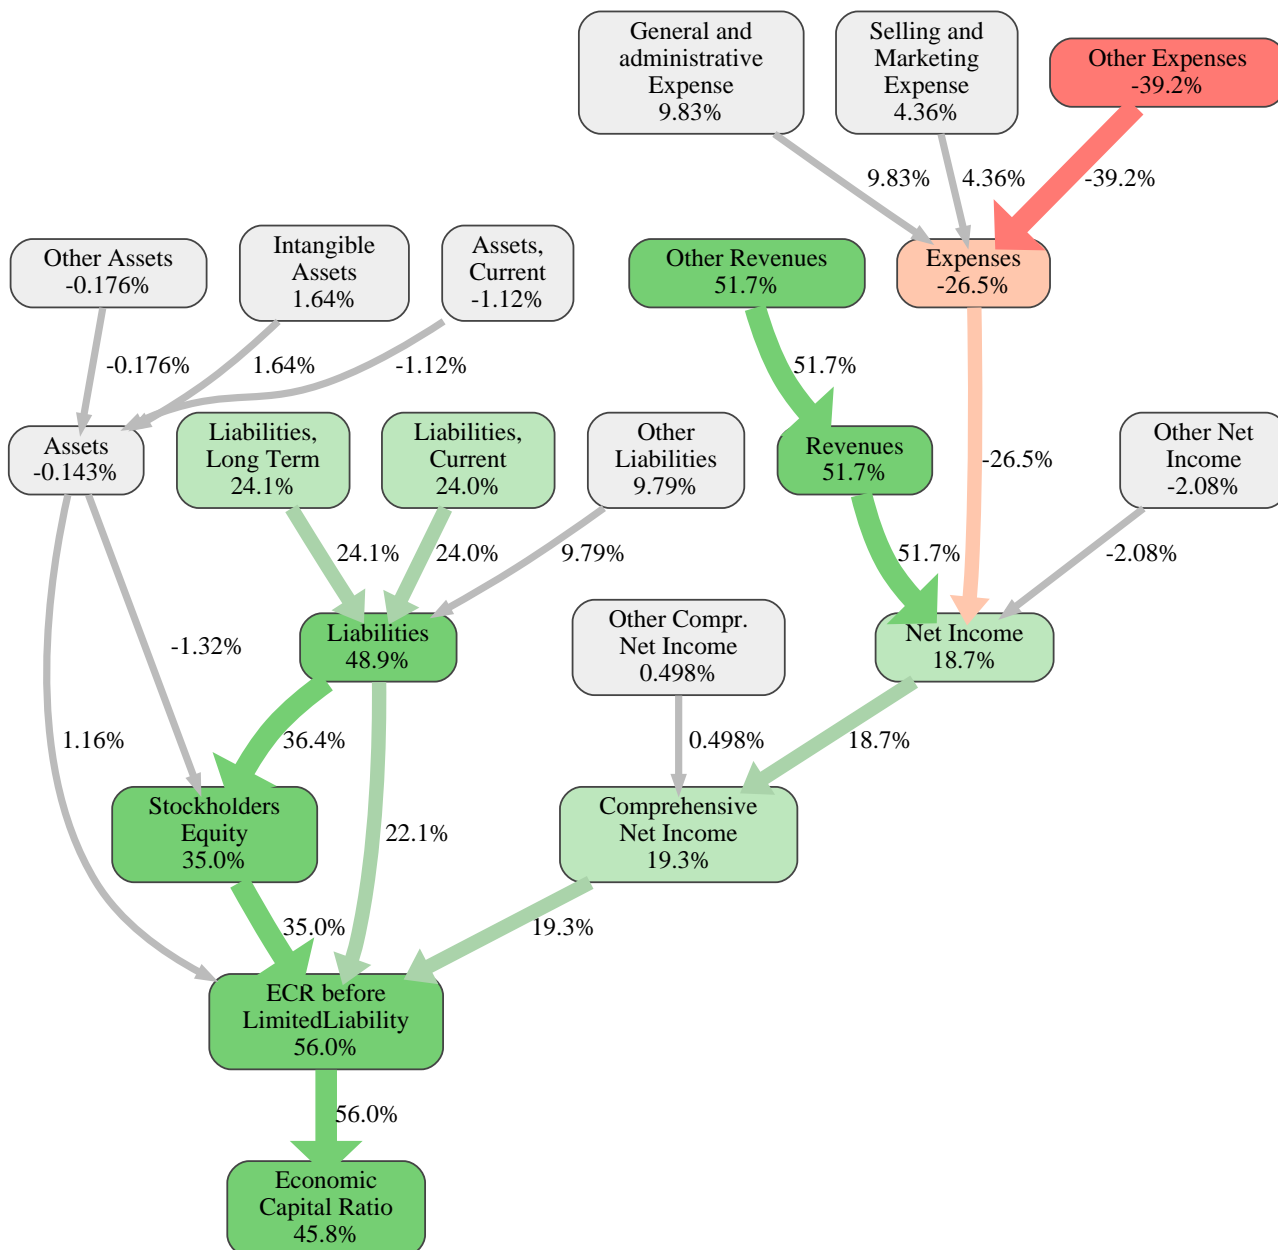 General and
administrative
Expense
9.83%
Selling and
Marketing
Expense
4.36%
Other Expenses
-39.2%
9.83%
4.36%
-39.2%
Other Assets
-0.176%
Intangible
Assets
1.64%
Assets,
Current
-1.12%
Other Revenues
51.7%
Expenses
-26.5%
-0.176%
1.64%
-1.12%
51.7%
Assets
-0.143%
Liabilities,
Long Term
24.1%
Liabilities,
Current
24.0%
Other
Liabilities
9.79%
Revenues
51.7%
-26.5%
Other Net
Income
-2.08%
24.1%
24.0%
9.79%
51.7%
-2.08%
-1.32%
Liabilities
48.9%
Other Compr.
Net Income
0.498%
Net Income
18.7%
1.16%
36.4%
0.498%
18.7%
Stockholders
Equity
35.0%
22.1%
Comprehensive
Net Income
19.3%
35.0%
19.3%
ECR before
LimitedLiability
56.0%
56.0%
Economic
Capital Ratio
45.8%